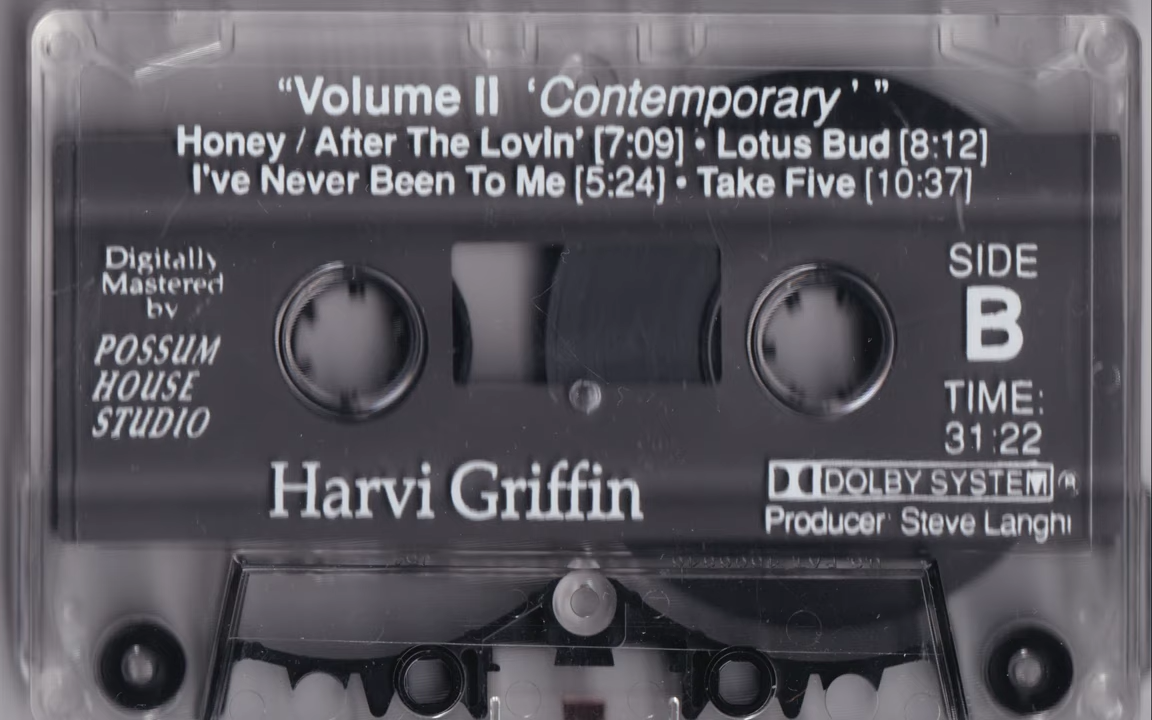 “Volume II ‘Contemporary’”
Honey / After The Lovin' [7:09] • Lotus Bud [8:12]
I've Never Been To Me [5:24] • Take Five [10:37]
Digitally
Mastered
by
POSSUM
HOUSE
STUDIO
SIDE
B
TIME:
31:22
Harvi Griffin
DOLBY SYSTEM ®
Producer Steve Langhi